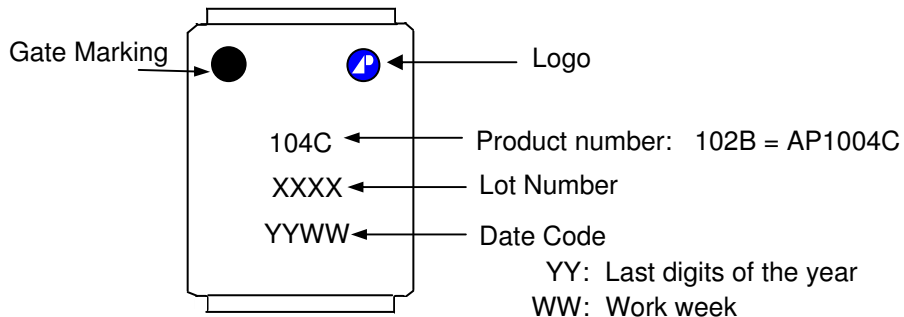 Gate Marking
Logo
104C
Product number: 102B = AP1004C
XXXX
Lot Number
YYWW
Date Code
YY: Last digits of the year
WW: Work week